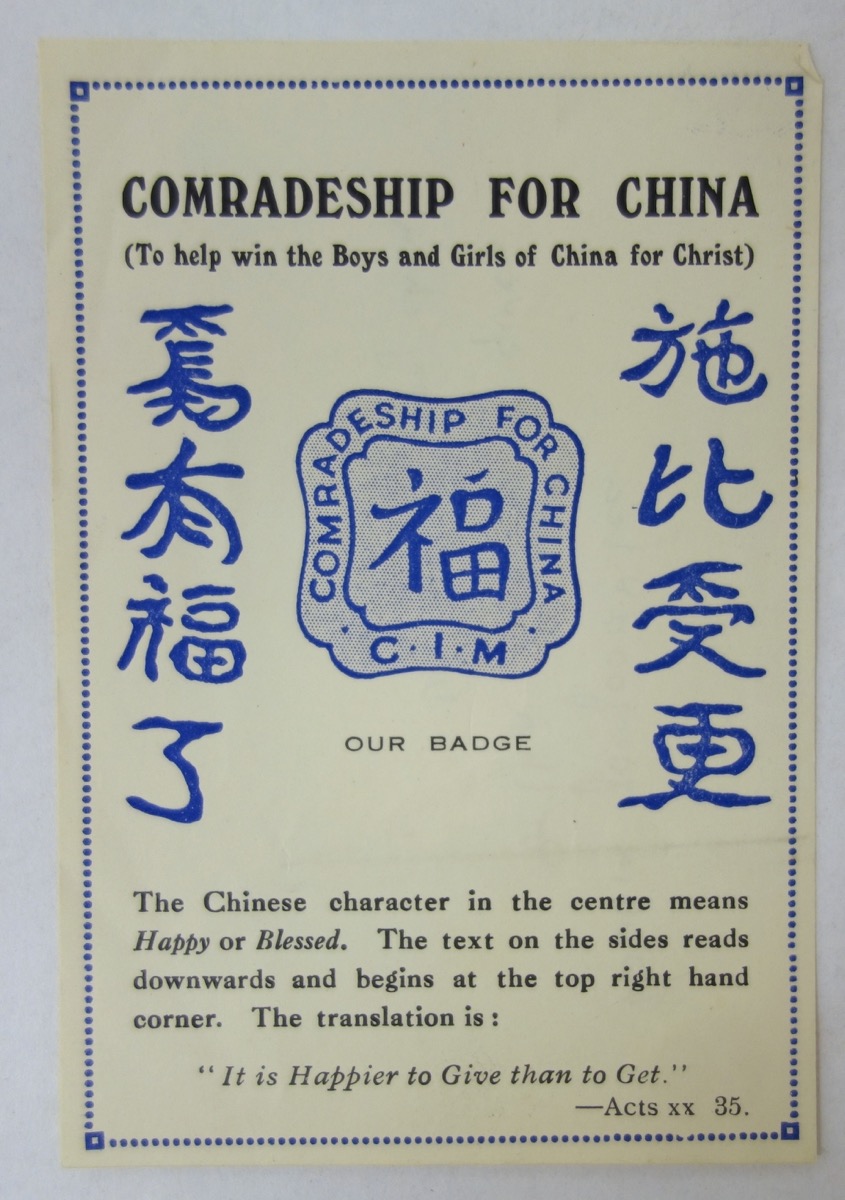 COMRADESHIP FOR CHINA
(To help win the Boys and Girls of China for Christ)
施比受更
爲有福了
COMRADESHIP FOR CHINA
福
· C·I·M ·
OUR BADGE
The Chinese character in the centre means
Happy or Blessed. The text on the sides reads
downwards and begins at the top right hand
corner. The translation is :
“It is Happier to Give than to Get.”
—Acts xx 35.